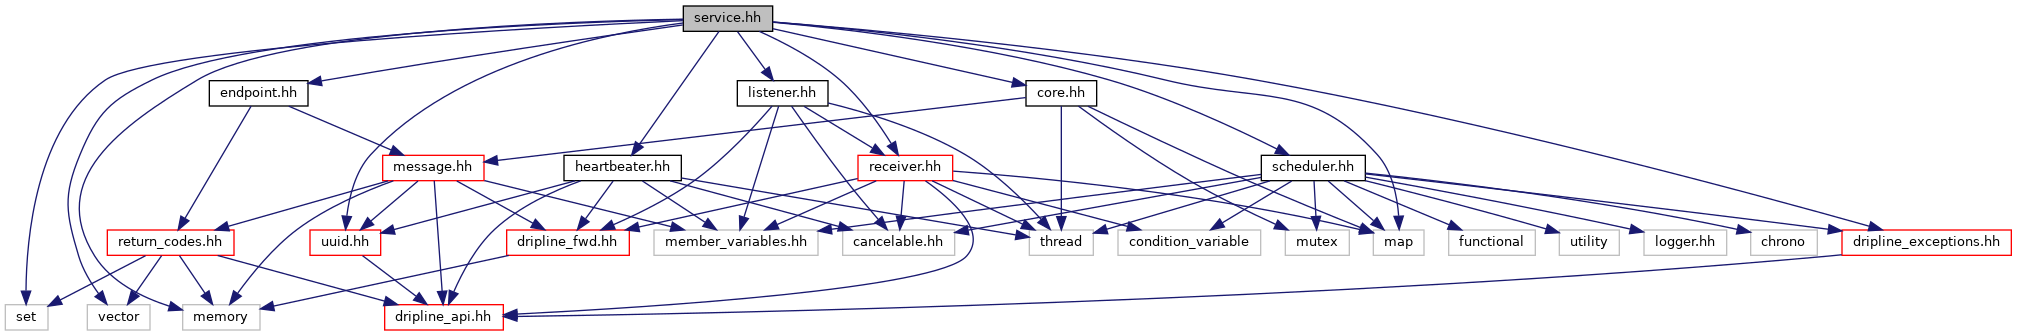 service.hh
endpoint.hh
listener.hh
core.hh
message.hh
heartbeater.hh
receiver.hh
scheduler.hh
return_codes.hh
uuid.hh
dripline_fwd.hh
member_variables.hh
cancelable.hh
thread
condition_variable
mutex
map
functional
utility
logger.hh
chrono
dripline_exceptions.hh
set
vector
memory
dripline_api.hh